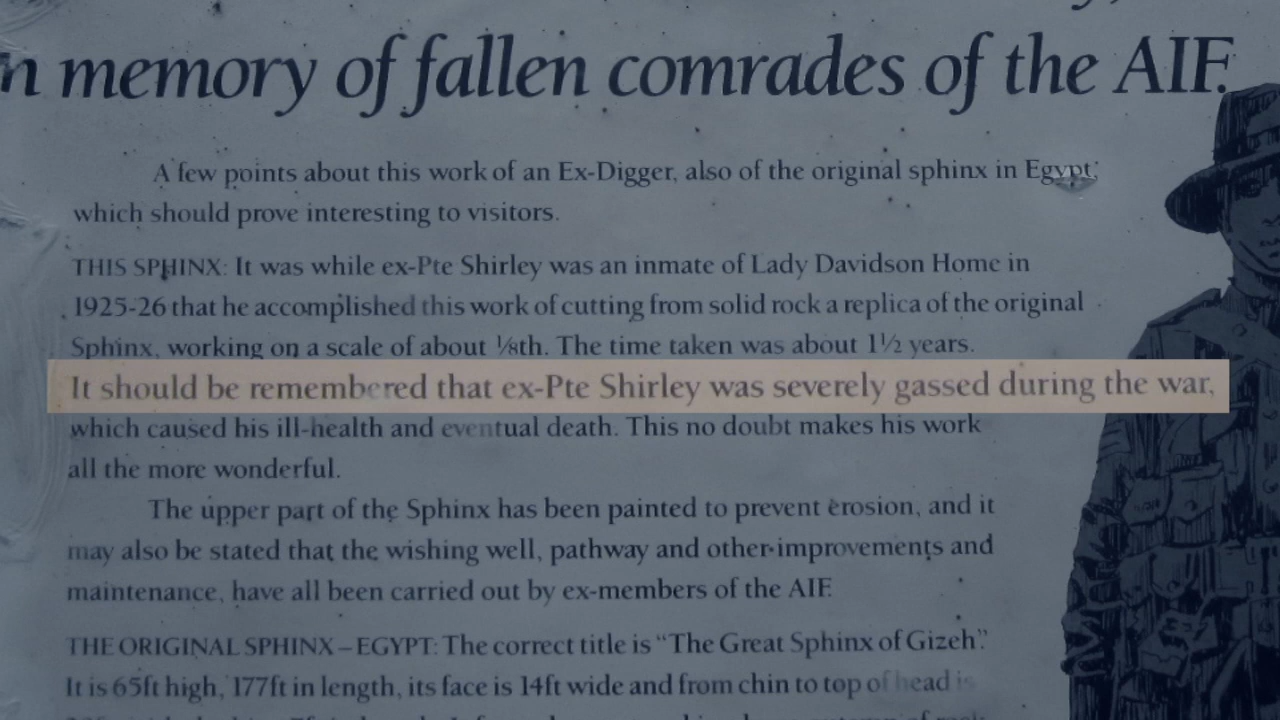 n memory of fallen comrades of the AIF.
A few points about this work of an Ex-Digger, also of the original sphinx in Egypt,
which should prove interesting to visitors.
THIS SPHINX: It was while ex-Pte Shirley was an inmate of Lady Davidson Home in
1925-26 that he accomplished this work of cutting from solid rock a replica of the original
Sphinx, working on a scale of about ⅛th. The time taken was about 1½ years.
It should be remembered that ex-Pte Shirley was severely gassed during the war,
which caused his ill-health and eventual death. This no doubt makes his work
all the more wonderful.
The upper part of the Sphinx has been painted to prevent erosion, and it
may also be stated that the wishing well, pathway and other improvements and
maintenance, have all been carried out by ex-members of the AIF.
THE ORIGINAL SPHINX – EGYPT: The correct title is “The Great Sphinx of Gizeh”.
It is 65ft high, 177ft in length, its face is 14ft wide and from chin to top of head is